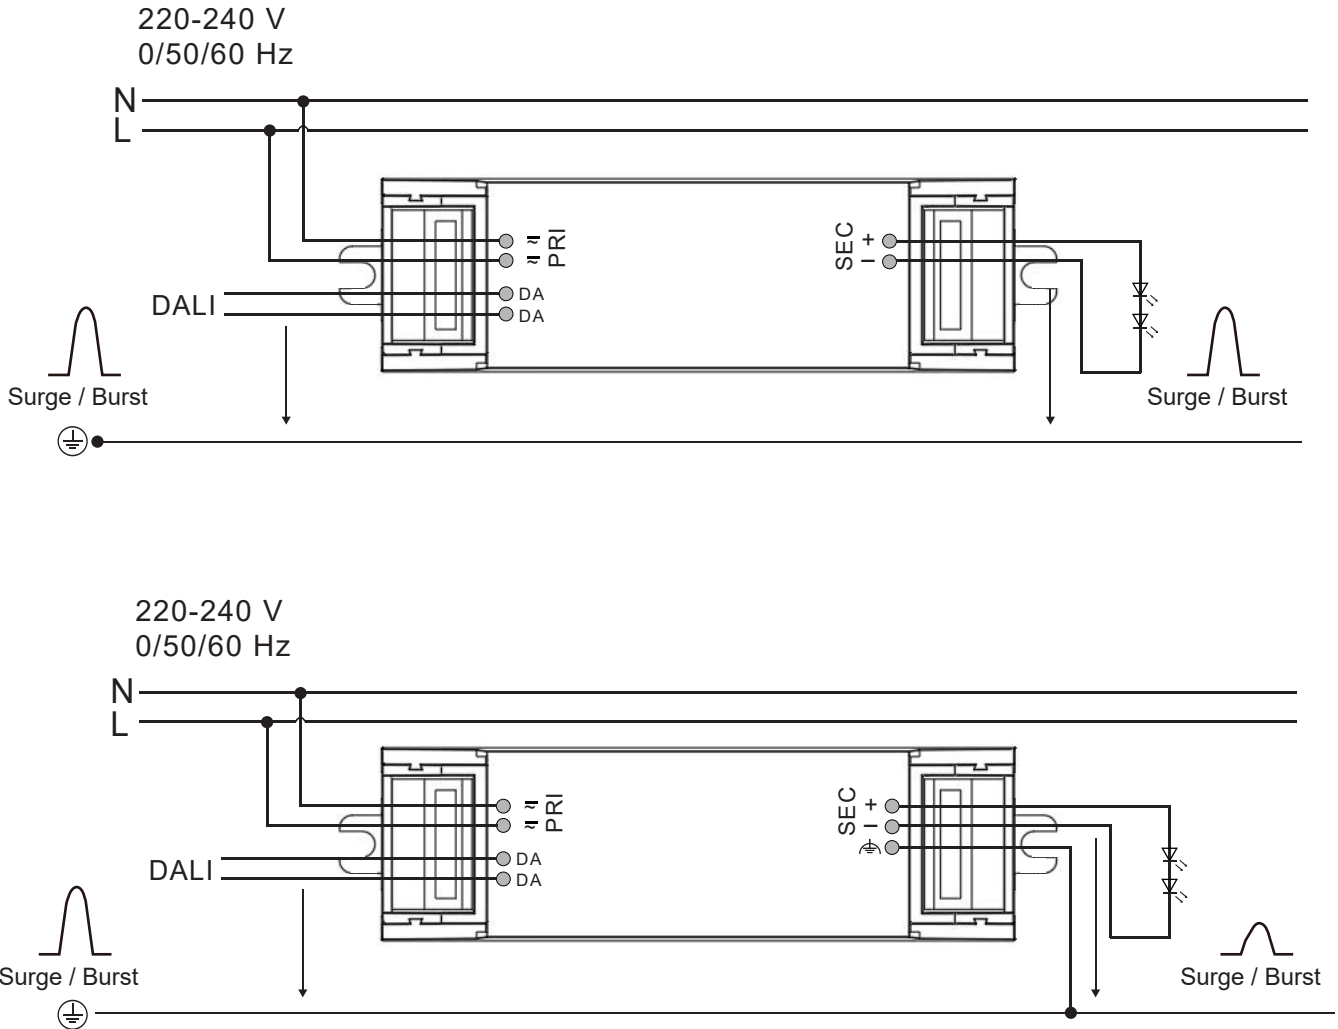 220-240 V
0/50/60 Hz
N
L
PRI
SEC
+
−
DALI
DA
DA
Surge / Burst
Surge / Burst
220-240 V
0/50/60 Hz
N
L
PRI
SEC
+
−
DALI
DA
DA
Surge / Burst
Surge / Burst